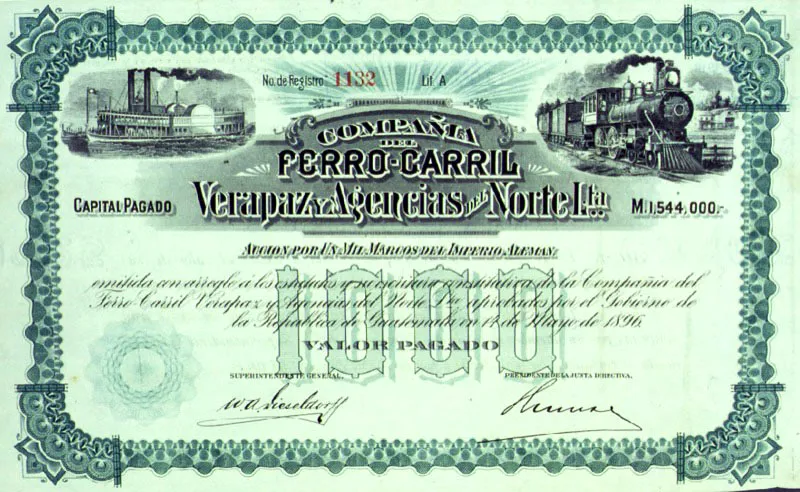 No. de Registro 1132 Lit A
COMPAÑIA
DEL
FERRO-CARRIL
Verapaz y Agencias DEL Norte Lta.
CAPITAL PAGADO
M.1,544,000.-
ACCION POR UN MIL MARCOS DEL IMPERIO ALEMAN.
1000
emitida con arreglo á los estatutos y su escritura constitutiva de la Compañia del
Ferro-Carril Verapaz y Agencias del Norte Lta. aprobados por el Gobierno de
la República de Guatemala en 14 de Mayo de 1896.
VALOR PAGADO
SUPERINTENDENTE GENERAL,
PRESIDENTE DE LA JUNTA DIRECTIVA,
W. A. Dieseldorff